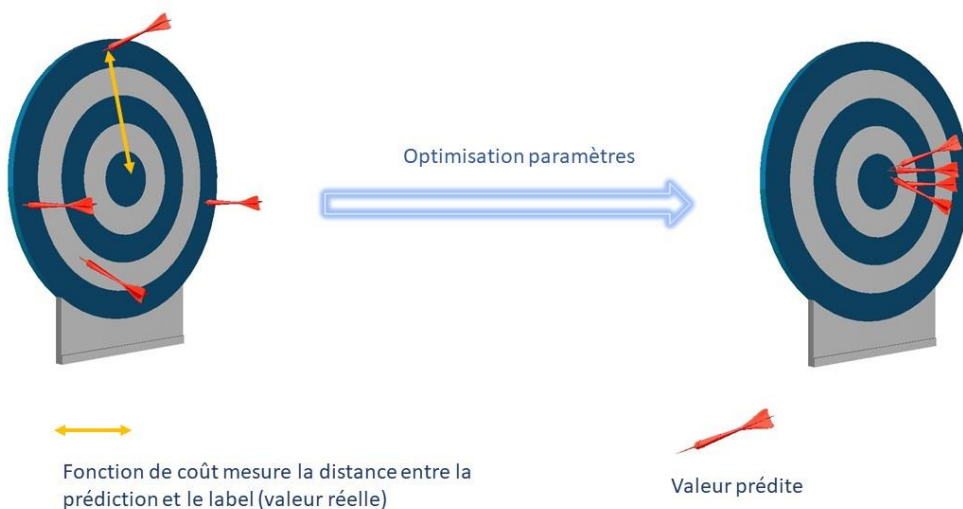 Optimisation paramètres
Fonction de coût mesure la distance entre la
prédiction et le label (valeur réelle)
Valeur prédite